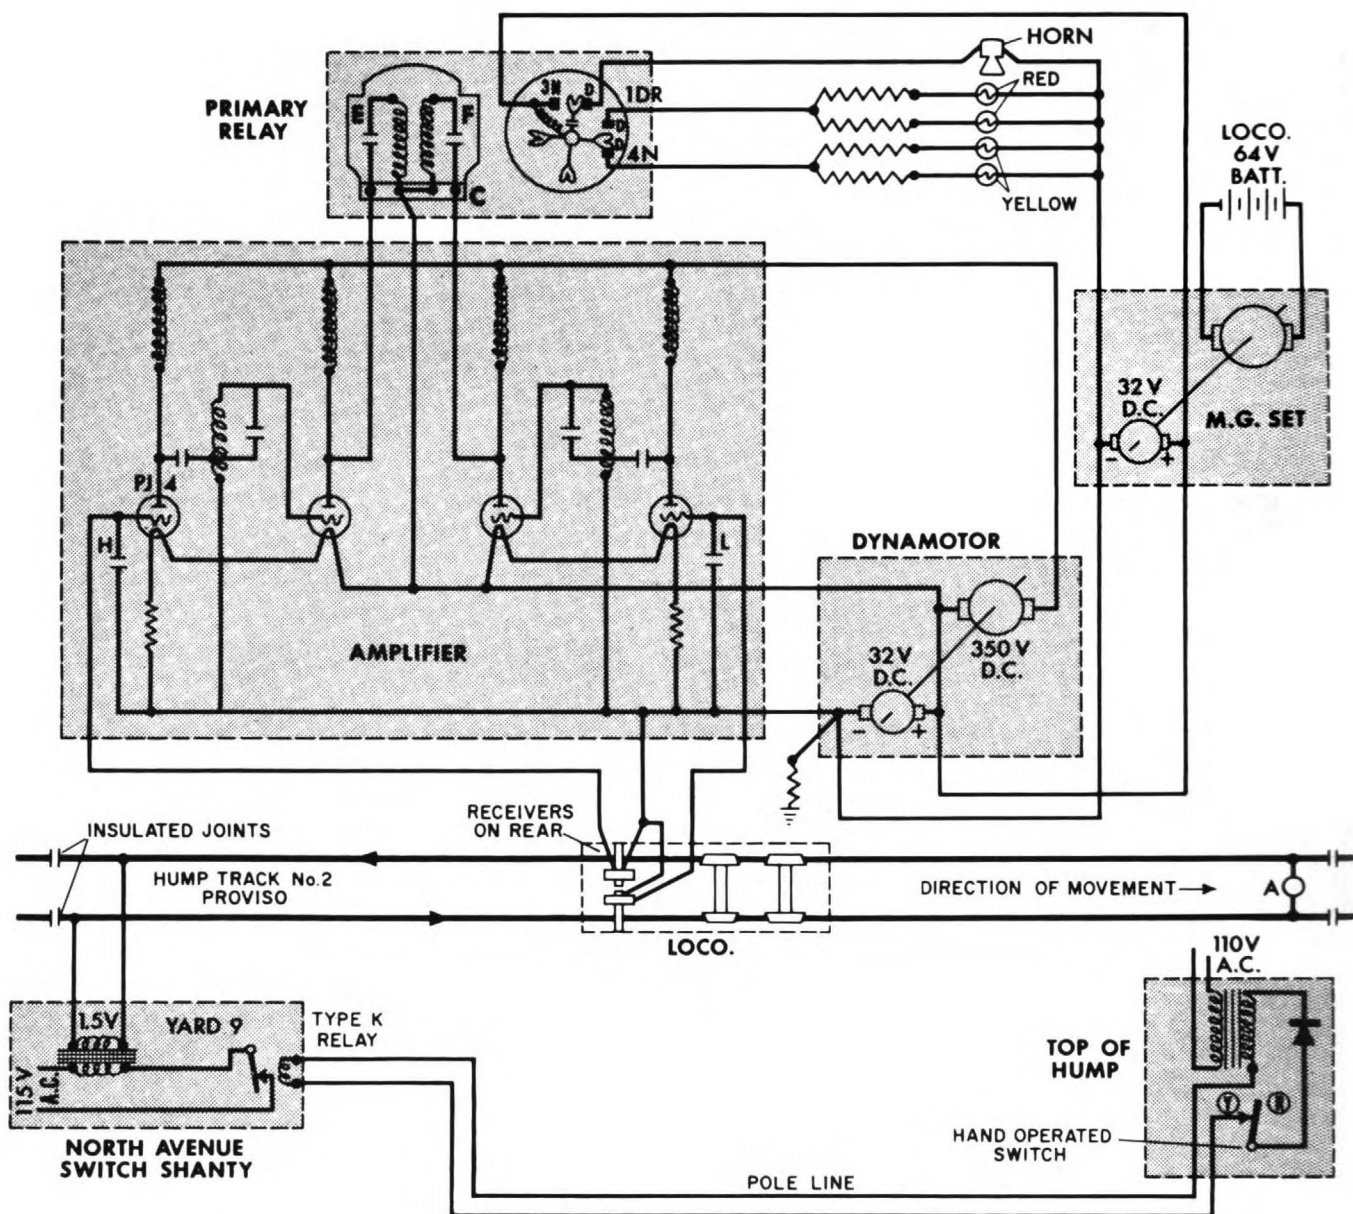 HORN
PRIMARY
RELAY
E
F
C
3N
D
1DR
D
D
4N
RED
YELLOW
LOCO.
64V
BATT.
32V
D.C.
- +
M.G. SET
PJ 4
H
L
AMPLIFIER
DYNAMOTOR
32V
D.C.
350V
D.C.
- +
INSULATED JOINTS
RECEIVERS
ON REAR
HUMP TRACK No.2
PROVISO
DIRECTION OF MOVEMENT
A
LOCO.
1.5V
YARD 9
TYPE K
RELAY
115V
A.C.
NORTH AVENUE
SWITCH SHANTY
110V
A.C.
TOP OF
HUMP
Y
R
HAND OPERATED
SWITCH
POLE LINE